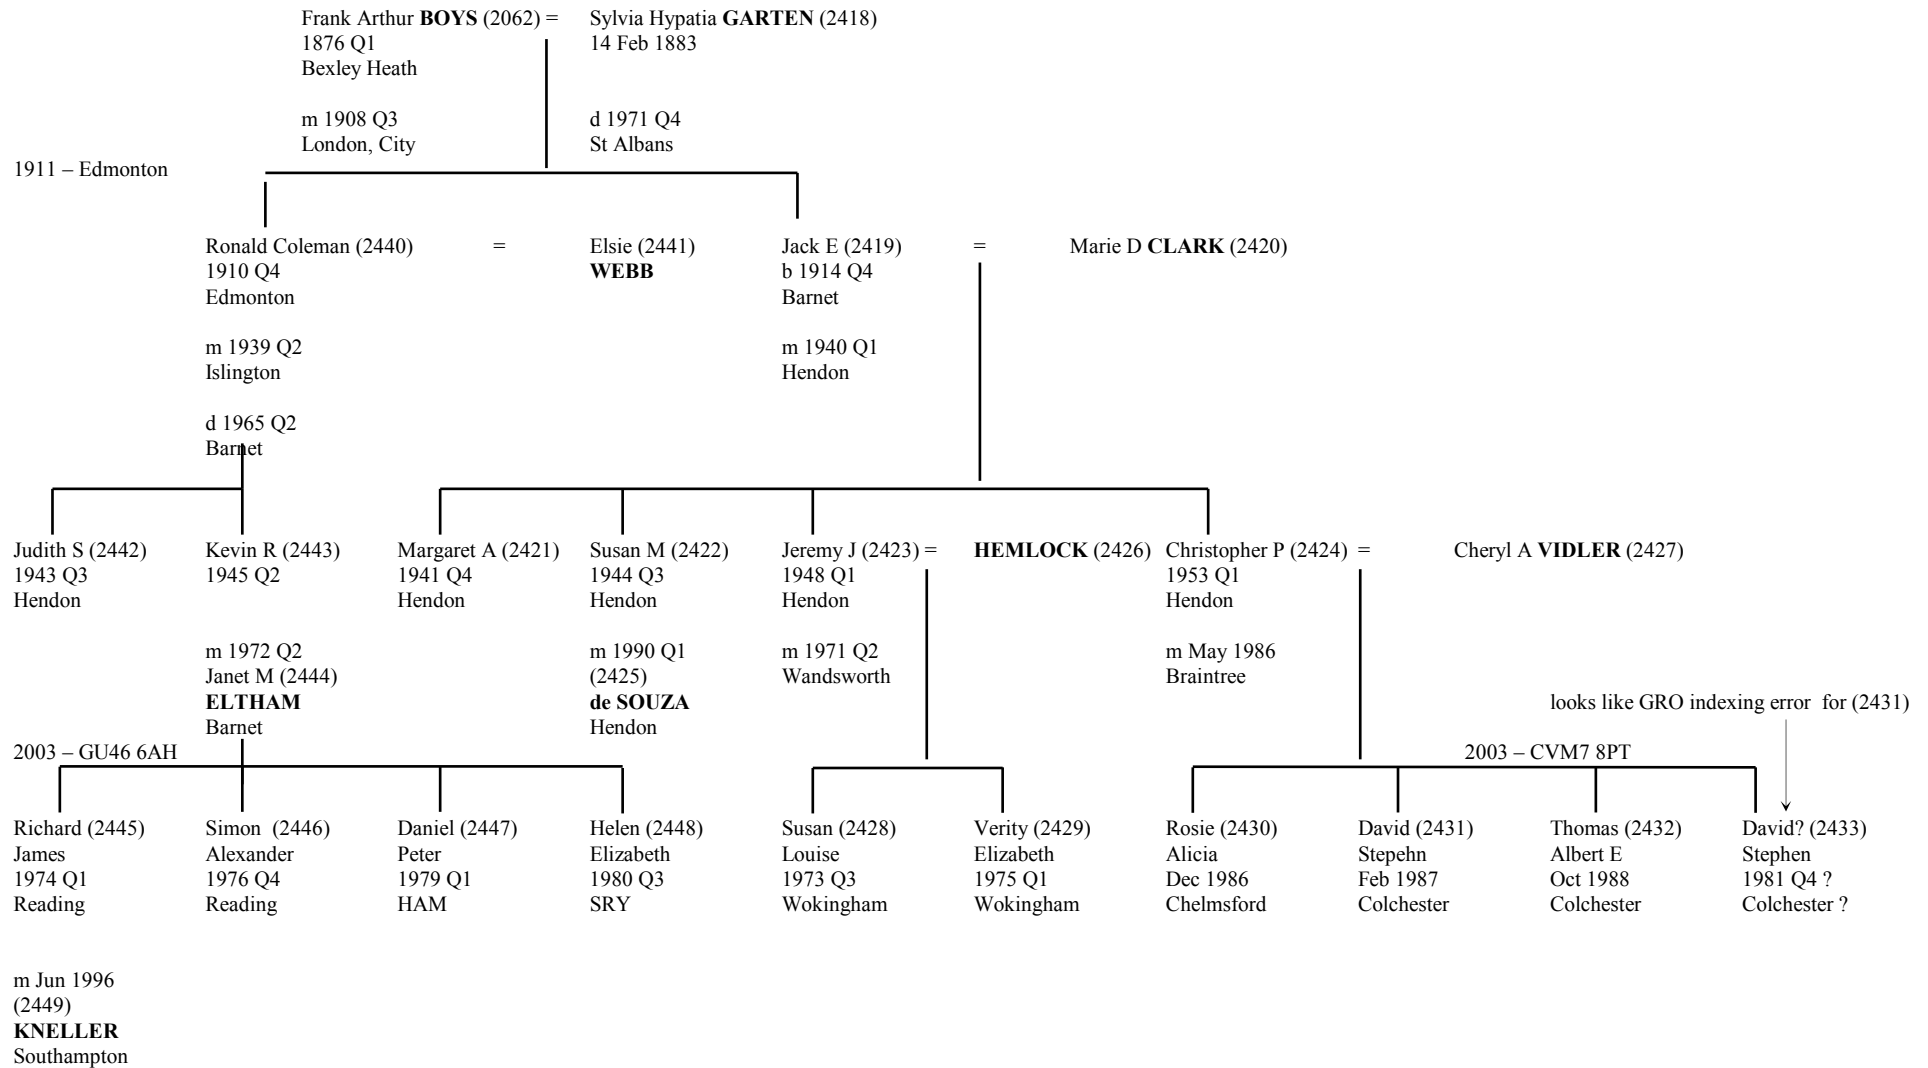 Frank Arthur BOYS (2062) = Sylvia Hypatia GARTEN (2418)
1876 Q1 14 Feb 1883
Bexley Heath
m 1908 Q3 d 1971 Q4
London, City St Albans
1911 – Edmonton
Ronald Coleman (2440) = Elsie (2441) Jack E (2419) = Marie D CLARK (2420)
1910 Q4 WEBB b 1914 Q4
Edmonton Barnet
m 1939 Q2 m 1940 Q1
Islington Hendon
d 1965 Q2
Barnet
Judith S (2442) Kevin R (2443) Margaret A (2421) Susan M (2422) Jeremy J (2423) = HEMLOCK (2426) Christopher P (2424) = Cheryl A VIDLER (2427)
1943 Q3 1945 Q2 1941 Q4 1944 Q3 1948 Q1 1953 Q1
Hendon Hendon Hendon Hendon Hendon
m 1972 Q2 m 1990 Q1 m 1971 Q2 m May 1986
Janet M (2444) (2425) Wandsworth Braintree
ELTHAM de SOUZA looks like GRO indexing error for (2431)
Barnet Hendon
2003 – GU46 6AH 2003 – CVM7 8PT
Richard (2445) Simon (2446) Daniel (2447) Helen (2448) Susan (2428) Verity (2429) Rosie (2430) David (2431) Thomas (2432) David? (2433)
James Alexander Peter Elizabeth Louise Elizabeth Alicia Stepehn Albert E Stephen
1974 Q1 1976 Q4 1979 Q1 1980 Q3 1973 Q3 1975 Q1 Dec 1986 Feb 1987 Oct 1988 1981 Q4 ?
Reading Reading HAM SRY Wokingham Wokingham Chelmsford Colchester Colchester Colchester ?
m Jun 1996
(2449)
KNELLER
Southampton